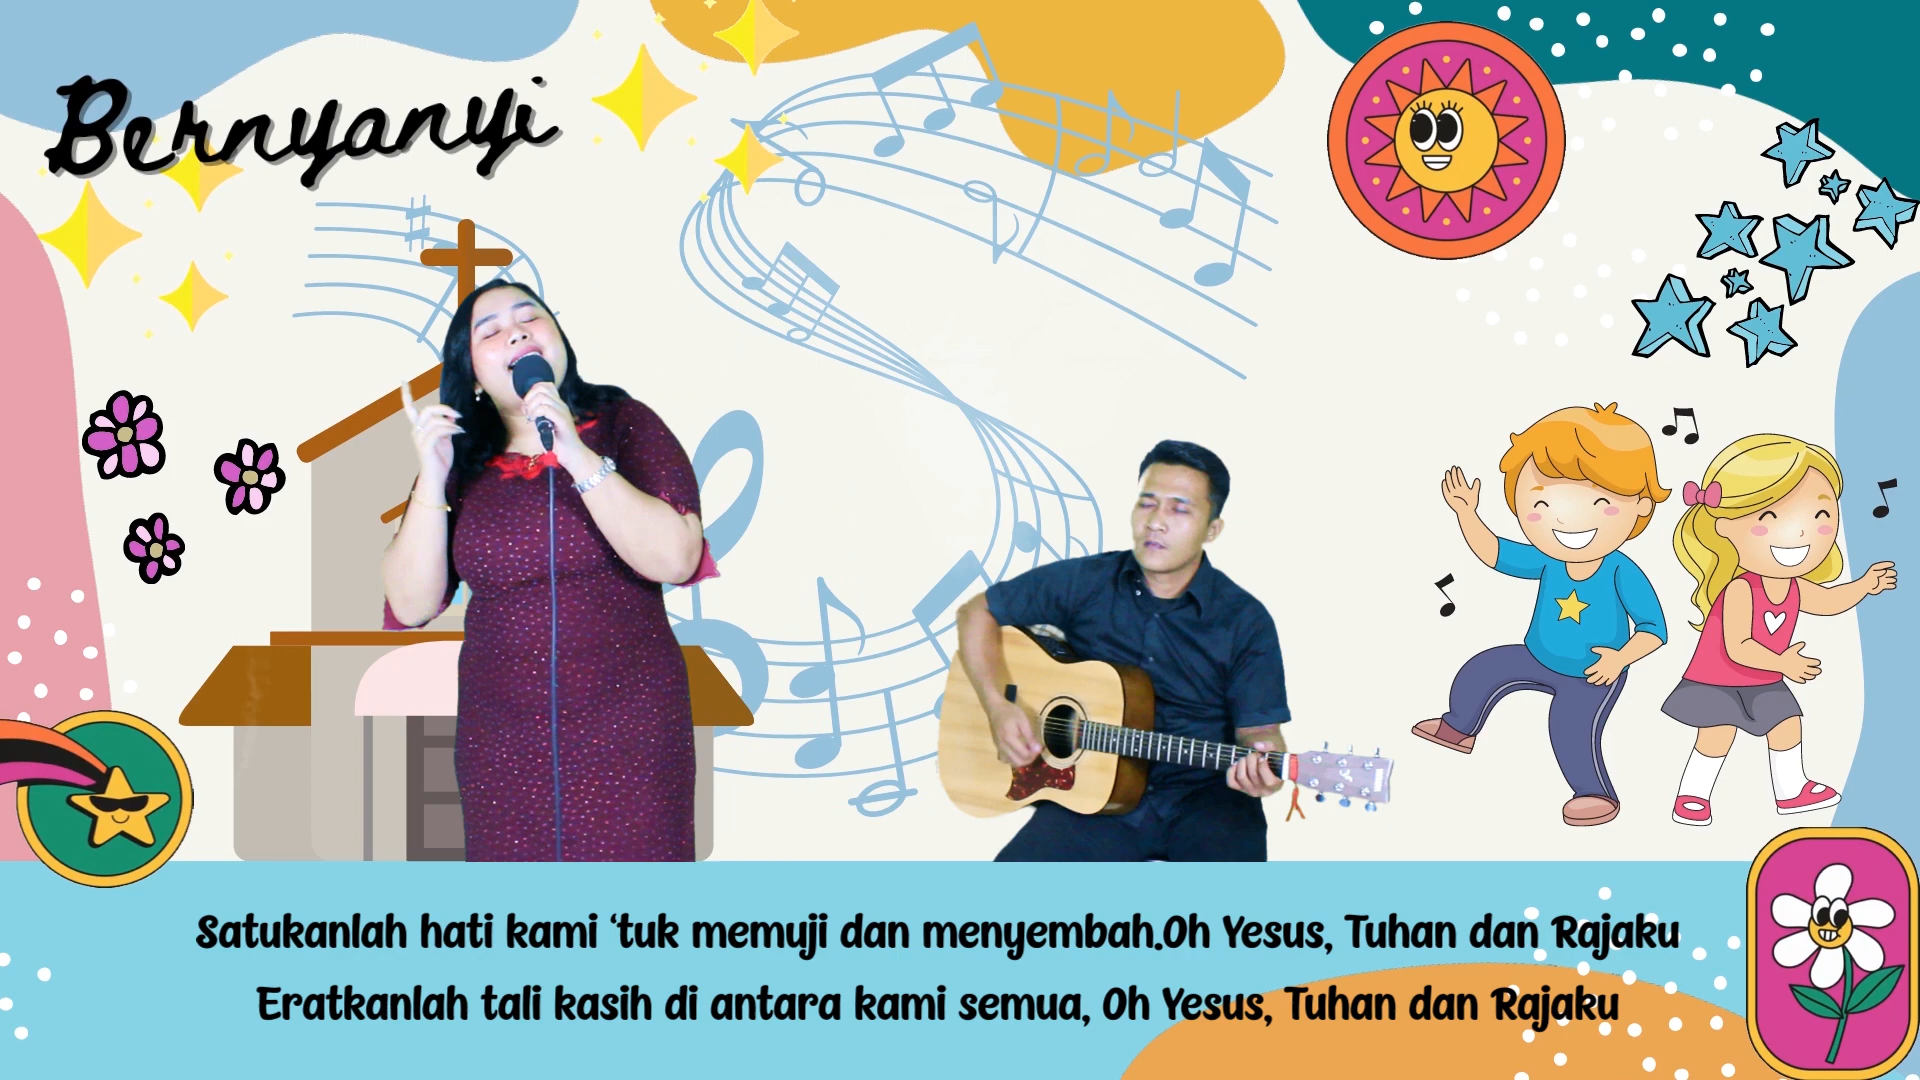 Bernyanyi
Satukanlah hati kami ‘tuk memuji dan menyembah.Oh Yesus, Tuhan dan Rajaku
Eratkanlah tali kasih di antara kami semua, Oh Yesus, Tuhan dan Rajaku